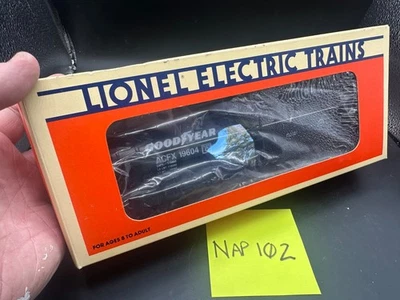 LIONEL ELECTRIC TRAINS
GOODYEAR
ACFX 19604
FOR AGES 8 TO ADULT
NAP 102